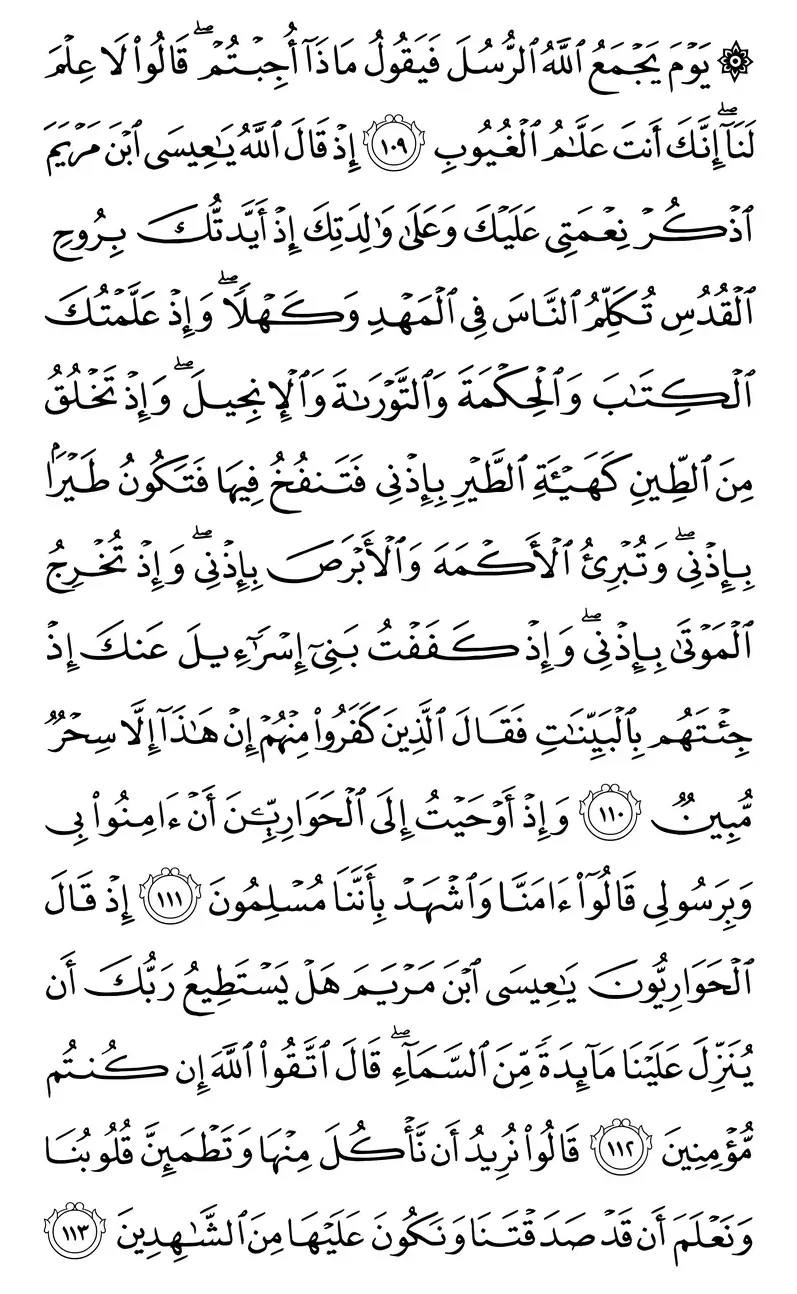 ۞ يَوۡمَ يَجۡمَعُ ٱللَّهُ ٱلرُّسُلَ فَيَقُولُ مَاذَآ أُجِبۡتُمۡۖ قَالُواْ لَا عِلۡمَ
لَنَآۖ إِنَّكَ أَنتَ عَلَّٰمُ ٱلۡغُيُوبِ ١٠٩ إِذۡ قَالَ ٱللَّهُ يَٰعِيسَى ٱبۡنَ مَرۡيَمَ
ٱذۡكُرۡ نِعۡمَتِي عَلَيۡكَ وَعَلَىٰ وَٰلِدَتِكَ إِذۡ أَيَّدتُّكَ بِرُوحِ
ٱلۡقُدُسِ تُكَلِّمُ ٱلنَّاسَ فِي ٱلۡمَهۡدِ وَكَهۡلٗاۖ وَإِذۡ عَلَّمۡتُكَ
ٱلۡكِتَٰبَ وَٱلۡحِكۡمَةَ وَٱلتَّوۡرَىٰةَ وَٱلۡإِنجِيلَۖ وَإِذۡ تَخۡلُقُ
مِنَ ٱلطِّينِ كَهَيۡـَٔةِ ٱلطَّيۡرِ بِإِذۡنِي فَتَنفُخُ فِيهَا فَتَكُونُ طَيۡرَۢا
بِإِذۡنِيۖ وَتُبۡرِئُ ٱلۡأَكۡمَهَ وَٱلۡأَبۡرَصَ بِإِذۡنِيۖ وَإِذۡ تُخۡرِجُ
ٱلۡمَوۡتَىٰ بِإِذۡنِيۖ وَإِذۡ كَفَفۡتُ بَنِيٓ إِسۡرَٰٓءِيلَ عَنكَ إِذۡ
جِئۡتَهُم بِٱلۡبَيِّنَٰتِ فَقَالَ ٱلَّذِينَ كَفَرُواْ مِنۡهُمۡ إِنۡ هَٰذَآ إِلَّا سِحۡرٞ
مُّبِينٞ ١١٠ وَإِذۡ أَوۡحَيۡتُ إِلَى ٱلۡحَوَارِيِّـۧنَ أَنۡ ءَامِنُواْ بِي
وَبِرَسُولِي قَالُوٓاْ ءَامَنَّا وَٱشۡهَدۡ بِأَنَّنَا مُسۡلِمُونَ ١١١ إِذۡ قَالَ
ٱلۡحَوَارِيُّونَ يَٰعِيسَى ٱبۡنَ مَرۡيَمَ هَلۡ يَسۡتَطِيعُ رَبُّكَ أَن
يُنَزِّلَ عَلَيۡنَا مَآئِدَةٗ مِّنَ ٱلسَّمَآءِۖ قَالَ ٱتَّقُواْ ٱللَّهَ إِن كُنتُم
مُّؤۡمِنِينَ ١١٢ قَالُواْ نُرِيدُ أَن نَّأۡكُلَ مِنۡهَا وَتَطۡمَئِنَّ قُلُوبُنَا
وَنَعۡلَمَ أَن قَدۡ صَدَقۡتَنَا وَنَكُونَ عَلَيۡهَا مِنَ ٱلشَّٰهِدِينَ ١١٣